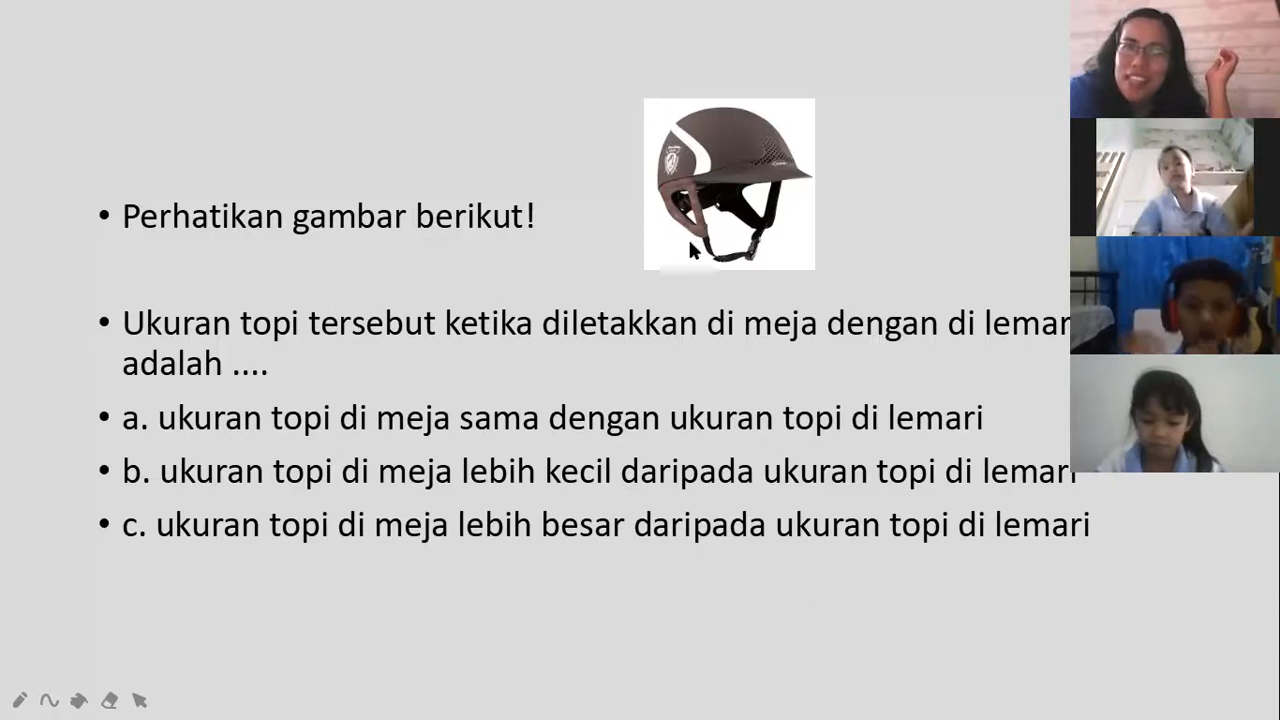 • Perhatikan gambar berikut!
• Ukuran topi tersebut ketika diletakkan di meja dengan di lemar
adalah ....
• a. ukuran topi di meja sama dengan ukuran topi di lemari
• b. ukuran topi di meja lebih kecil daripada ukuran topi di lemari
• c. ukuran topi di meja lebih besar daripada ukuran topi di lemari